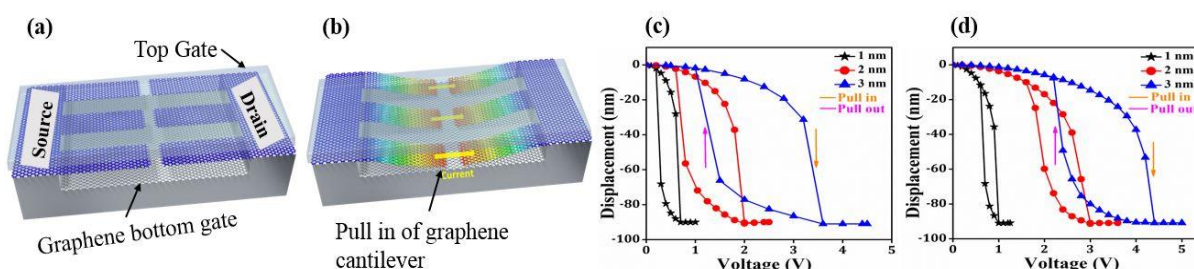 (a)
Top Gate
Source
Drain
Graphene bottom gate
(b)
Current
Pull in of graphene
cantilever
(c)
Displacement (nm)
0
-20
-40
-60
-80
-100
0 1 2 3 4 5
Voltage (V)
1 nm
2 nm
3 nm
Pull in
Pull out
(d)
Displacement (nm)
0
-20
-40
-60
-80
-100
0 1 2 3 4 5
Voltage (V)
1 nm
2 nm
3 nm
Pull in
Pull out